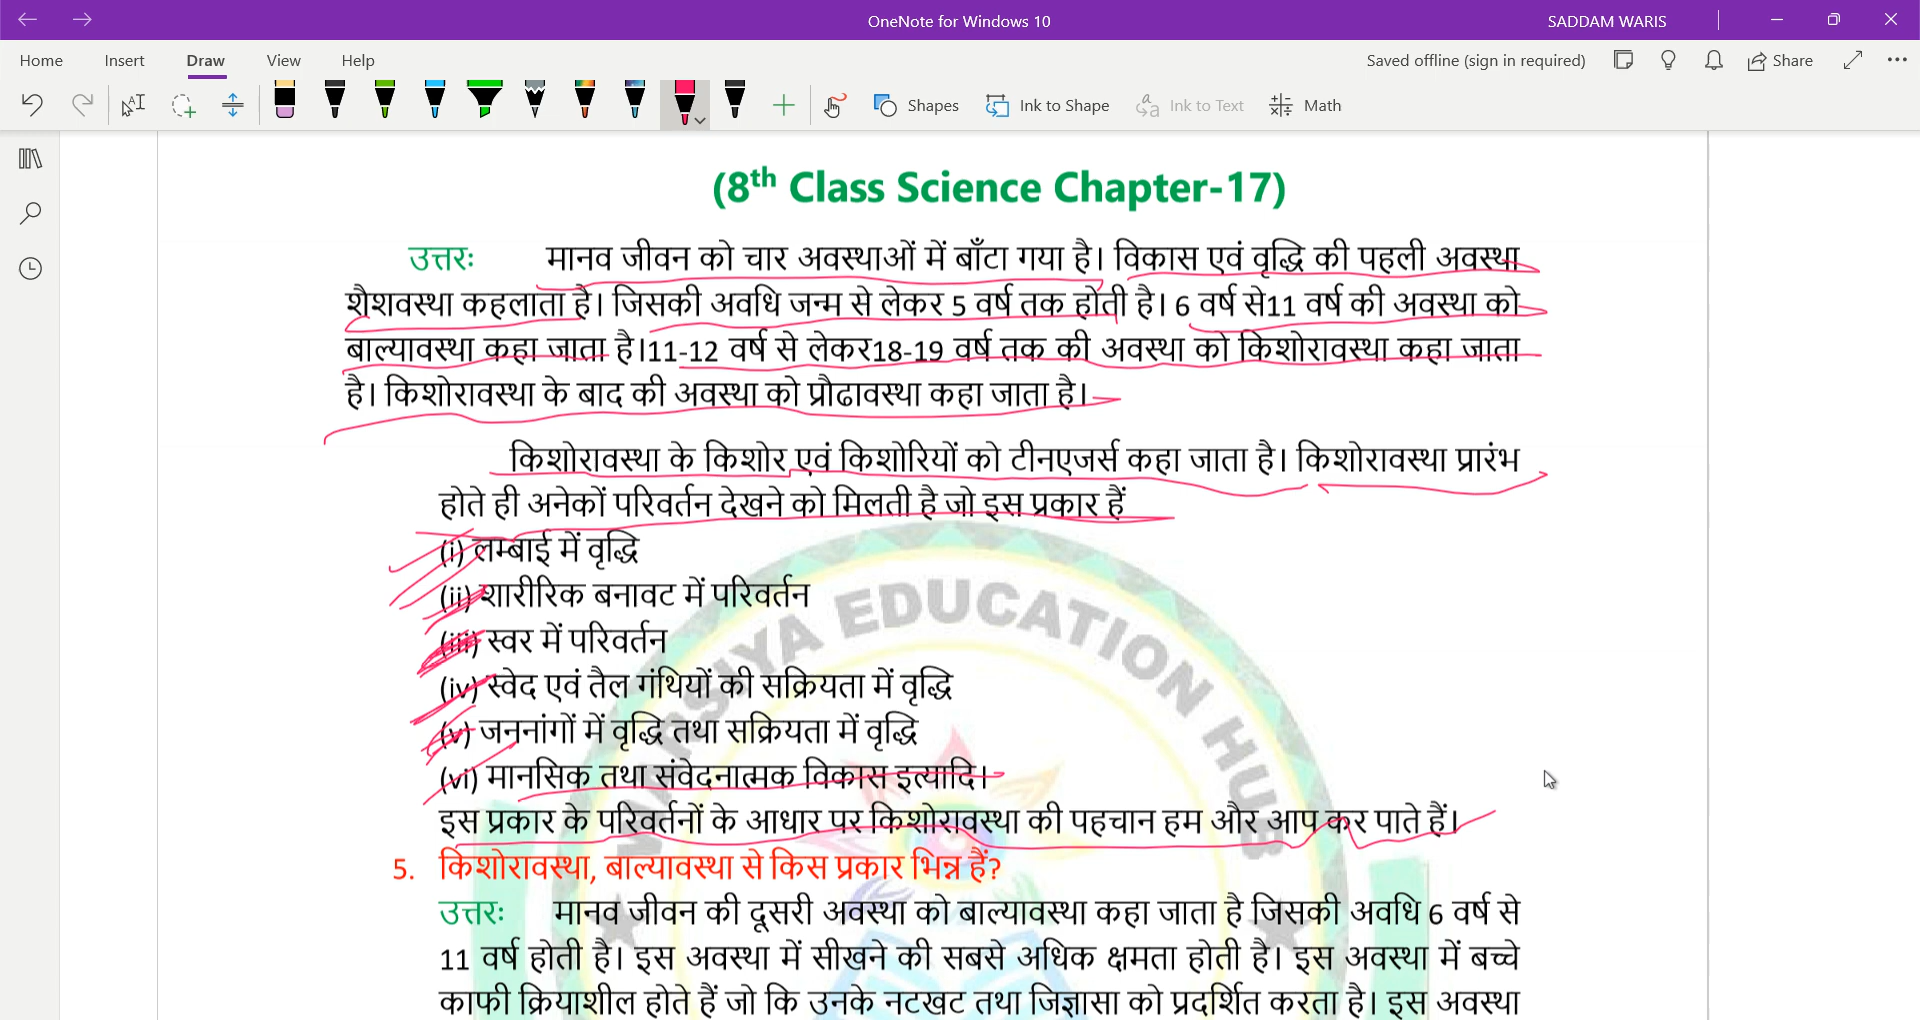 OneNote for Windows 10
SADDAM WARIS
Home Insert Draw View Help
Saved offline (sign in required) Share
Shapes Ink to Shape Ink to Text Math
(8th Class Science Chapter-17)
उत्तरः मानव जीवन को चार अवस्थाओं में बाँटा गया है। विकास एवं वृद्धि की पहली अवस्था
शैशवस्था कहलाता है। जिसकी अवधि जन्म से लेकर 5 वर्ष तक होती है। 6 वर्ष से11 वर्ष की अवस्था को
बाल्यावस्था कहा जाता है।11-12 वर्ष से लेकर18-19 वर्ष तक की अवस्था को किशोरावस्था कहा जाता
है। किशोरावस्था के बाद की अवस्था को प्रौढावस्था कहा जाता है।
किशोरावस्था के किशोर एवं किशोरियों को टीनएजर्स कहा जाता है। किशोरावस्था प्रारंभ
होते ही अनेकों परिवर्तन देखने को मिलती है जो इस प्रकार हैं
(i) लम्बाई में वृद्धि
(ii) शारीरिक बनावट में परिवर्तन
(iii) स्वर में परिवर्तन
(iv) स्वेद एवं तैल गंथियों की सक्रियता में वृद्धि
(v) जननांगों में वृद्धि तथा सक्रियता में वृद्धि
(vi) मानसिक तथा संवेदनात्मक विकास इत्यादि।
इस प्रकार के परिवर्तनों के आधार पर किशोरावस्था की पहचान हम और आप कर पाते हैं।
5. किशोरावस्था, बाल्यावस्था से किस प्रकार भिन्न हैं?
उत्तरः मानव जीवन की दूसरी अवस्था को बाल्यावस्था कहा जाता है जिसकी अवधि 6 वर्ष से
11 वर्ष होती है। इस अवस्था में सीखने की सबसे अधिक क्षमता होती है। इस अवस्था में बच्चे
काफी क्रियाशील होते हैं जो कि उनके नटखट तथा जिज्ञासा को प्रदर्शित करता है। इस अवस्था
WARSIYA EDUCATION HUB